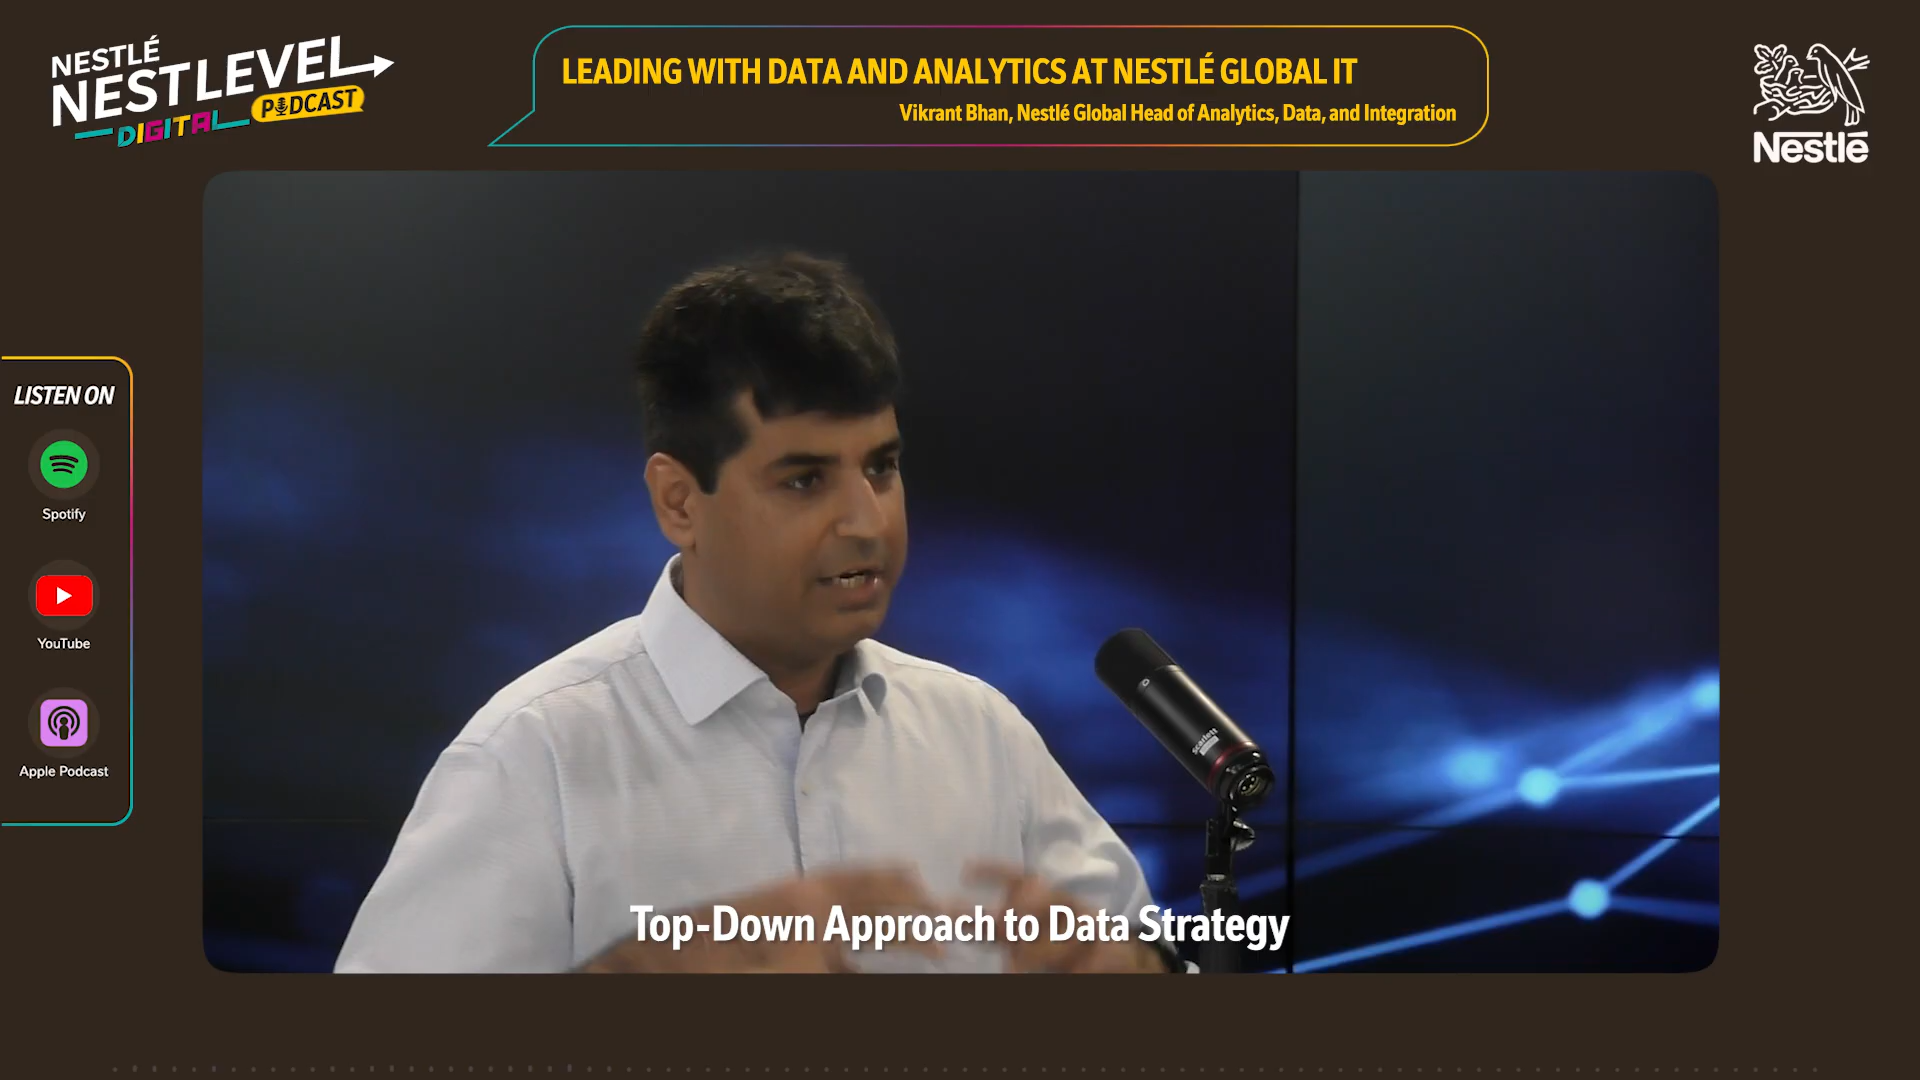 NESTLÉ
NESTLEVEL
DIGITAL PODCAST
LEADING WITH DATA AND ANALYTICS AT NESTLÉ GLOBAL IT
Vikrant Bhan, Nestlé Global Head of Analytics, Data, and Integration
Nestlé
LISTEN ON
Spotify
YouTube
Apple Podcast
scarlett
Top-Down Approach to Data Strategy